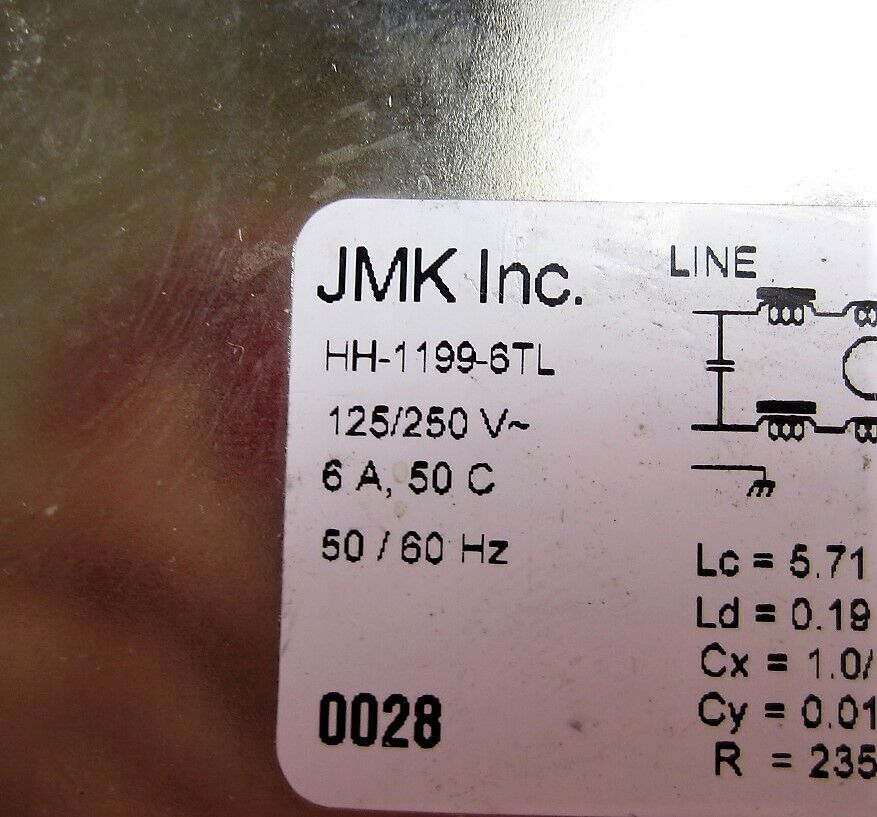 JMK Inc.
HH-1199-6TL
125/250 V~
6 A, 50 C
50 / 60 Hz
0028
LINE
Lc = 5.71
Ld = 0.19
Cx = 1.0/
Cy = 0.01
R = 235